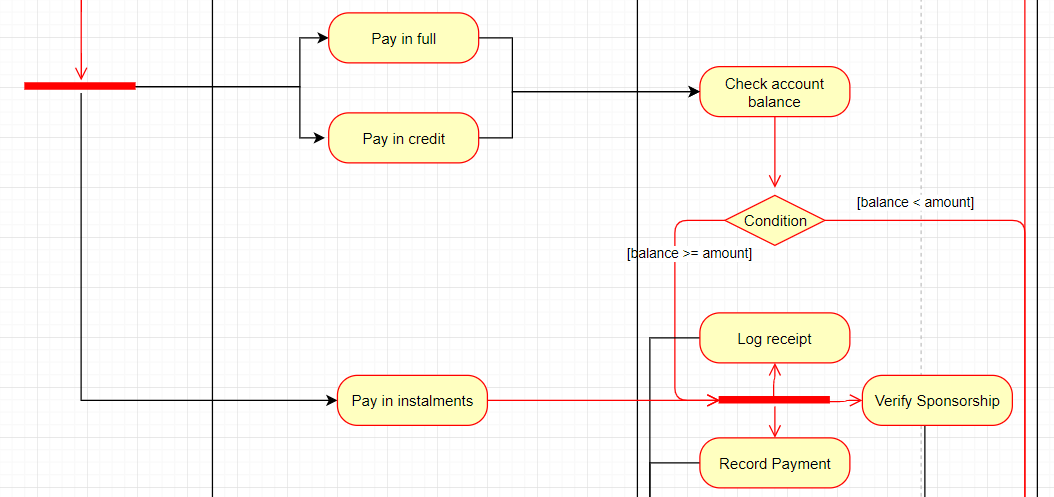 Pay in full
Check account
balance
Pay in credit
[balance < amount]
Condition
[balance >= amount]
Log receipt
Pay in instalments
Verify Sponsorship
Record Payment